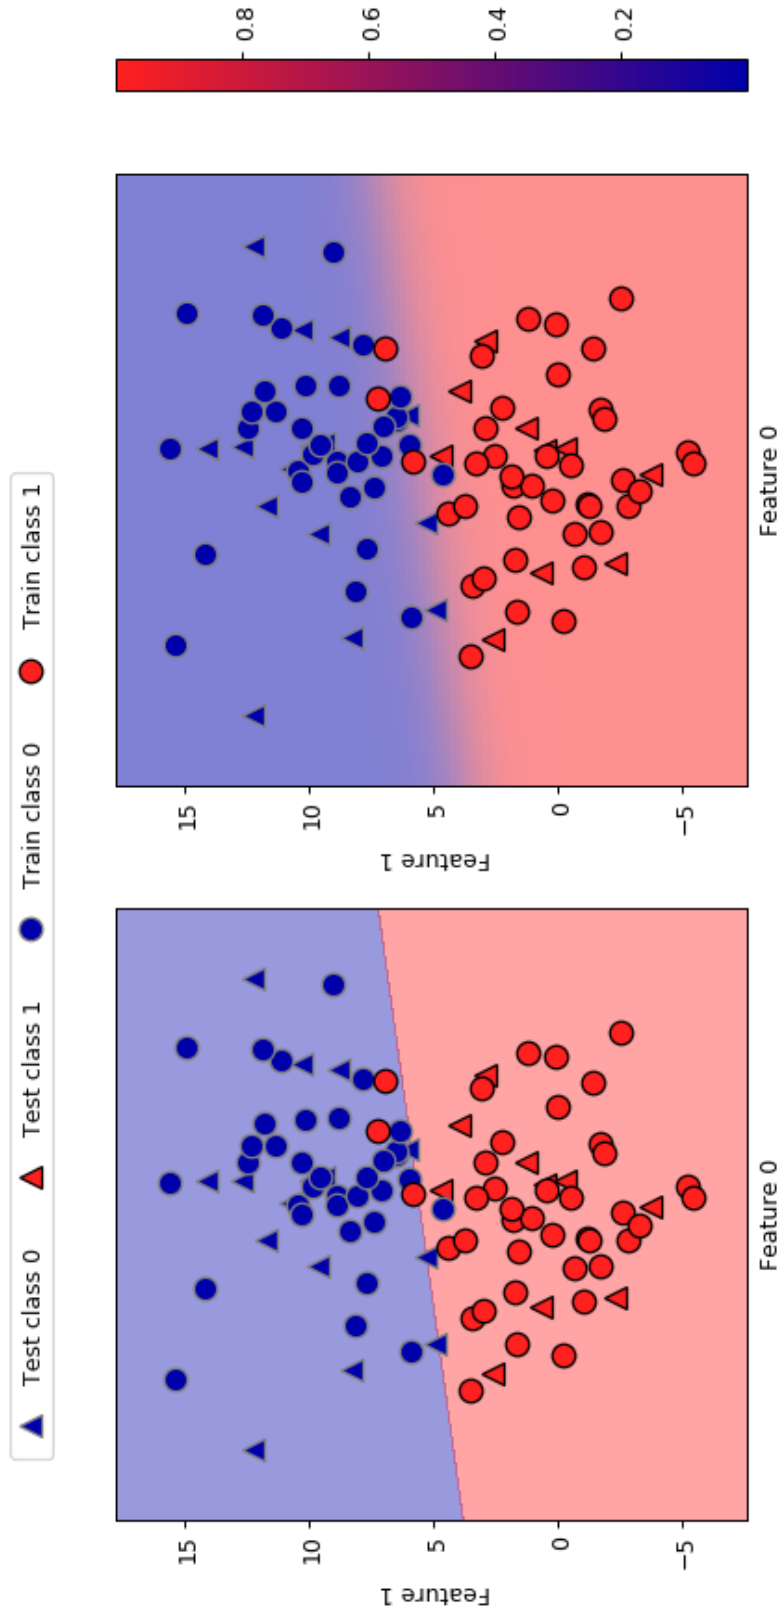 Test class 0
Test class 1
Train class 0
Train class 1
Feature 1
15
10
5
0
−5
Feature 0
Feature 1
15
10
5
0
−5
Feature 0
0.8
0.6
0.4
0.2